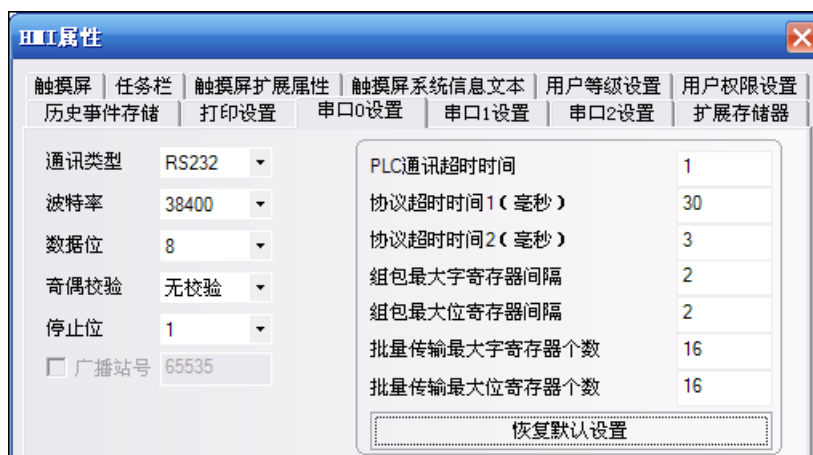 HMI属性
触摸屏 任务栏 触摸屏扩展属性 触摸屏系统信息文本 用户等级设置 用户权限设置
历史事件存储 打印设置 串口0设置 串口1设置 串口2设置 扩展存储器
通讯类型 RS232
波特率 38400
数据位 8
奇偶校验 无校验
停止位 1
广播站号 65535
PLC通讯超时时间 1
协议超时时间1(毫秒) 30
协议超时时间2(毫秒) 3
组包最大字寄存器间隔 2
组包最大位寄存器间隔 2
批量传输最大字寄存器个数 16
批量传输最大位寄存器个数 16
恢复默认设置